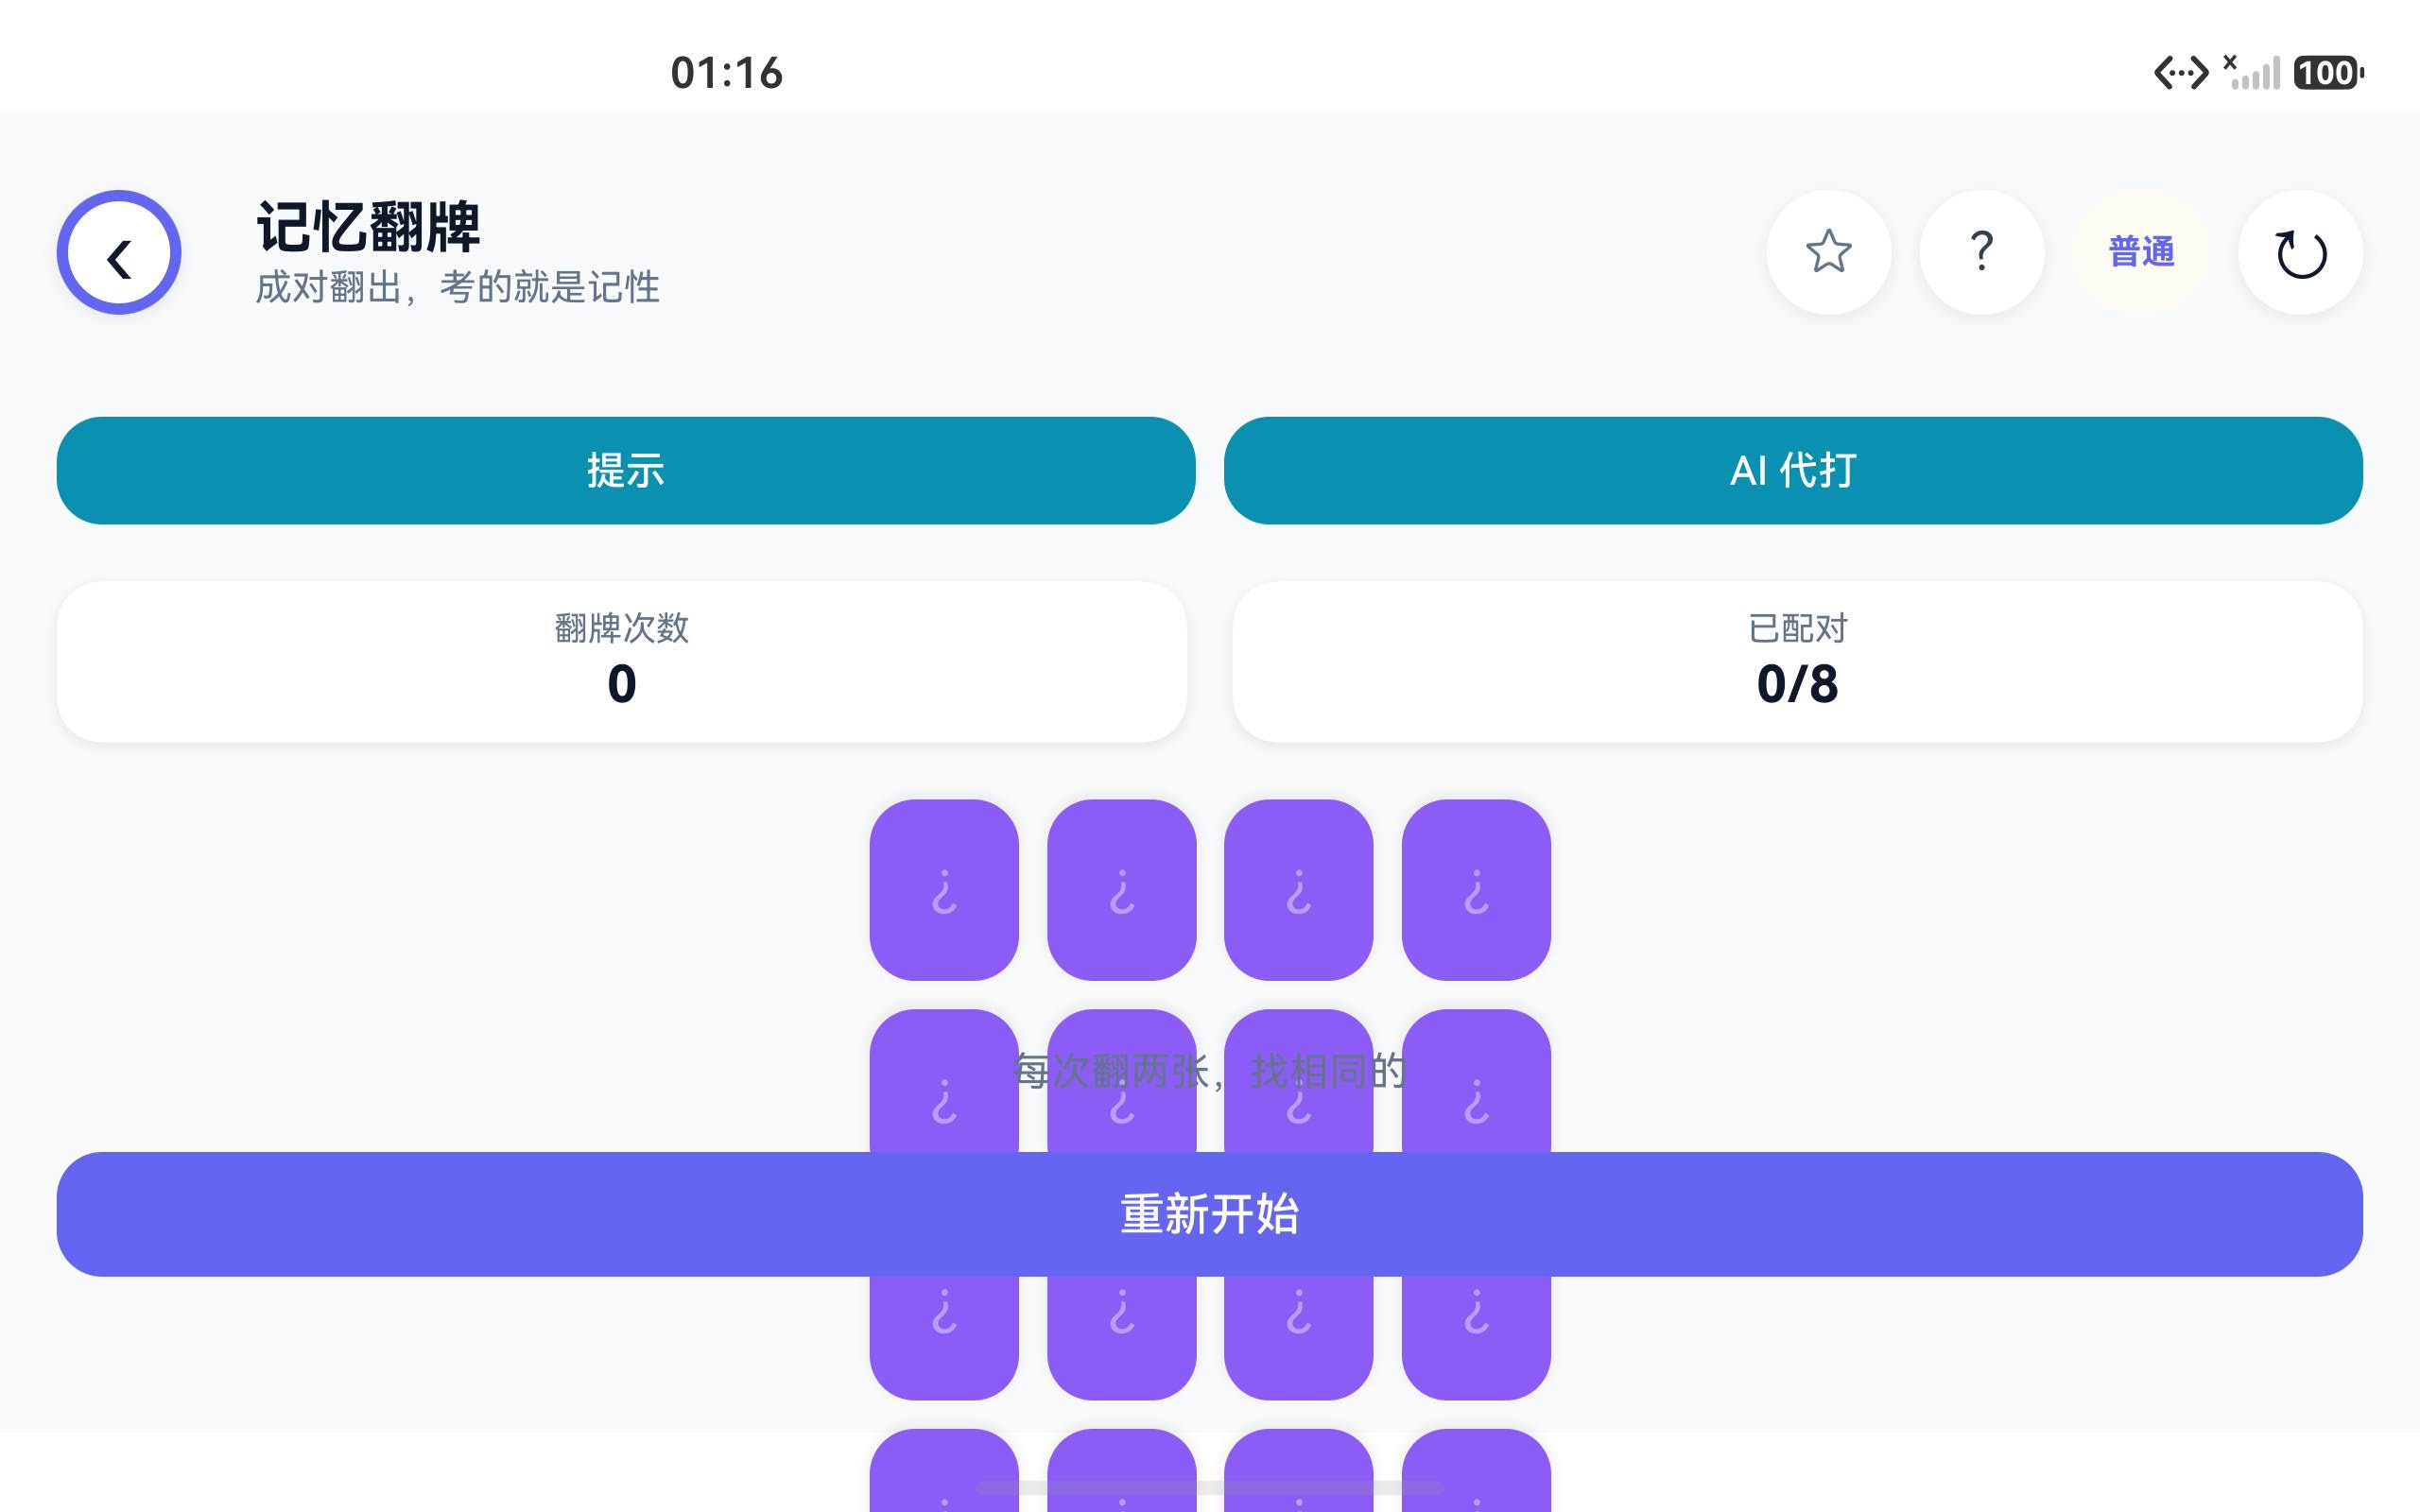 01:16
100
记忆翻牌
成对翻出，考的就是记性
?
普通
提示
AI 代打
翻牌次数
0
已配对
0/8
¿ ¿ ¿ ¿
每次翻两张，找相同的
¿ ¿ ¿ ¿
重新开始
¿ ¿ ¿ ¿